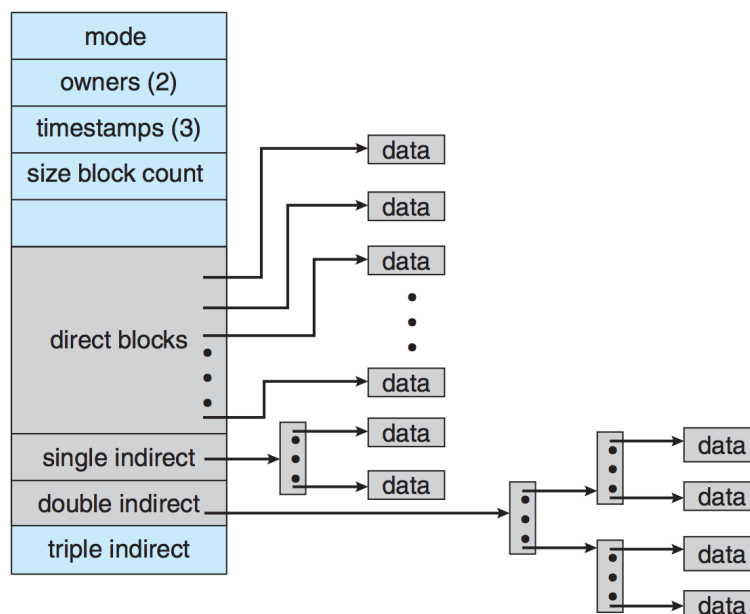 mode
owners (2)
timestamps (3)
size block count
direct blocks
single indirect
double indirect
triple indirect
data
data
data
data
data
data
data
data
data
data